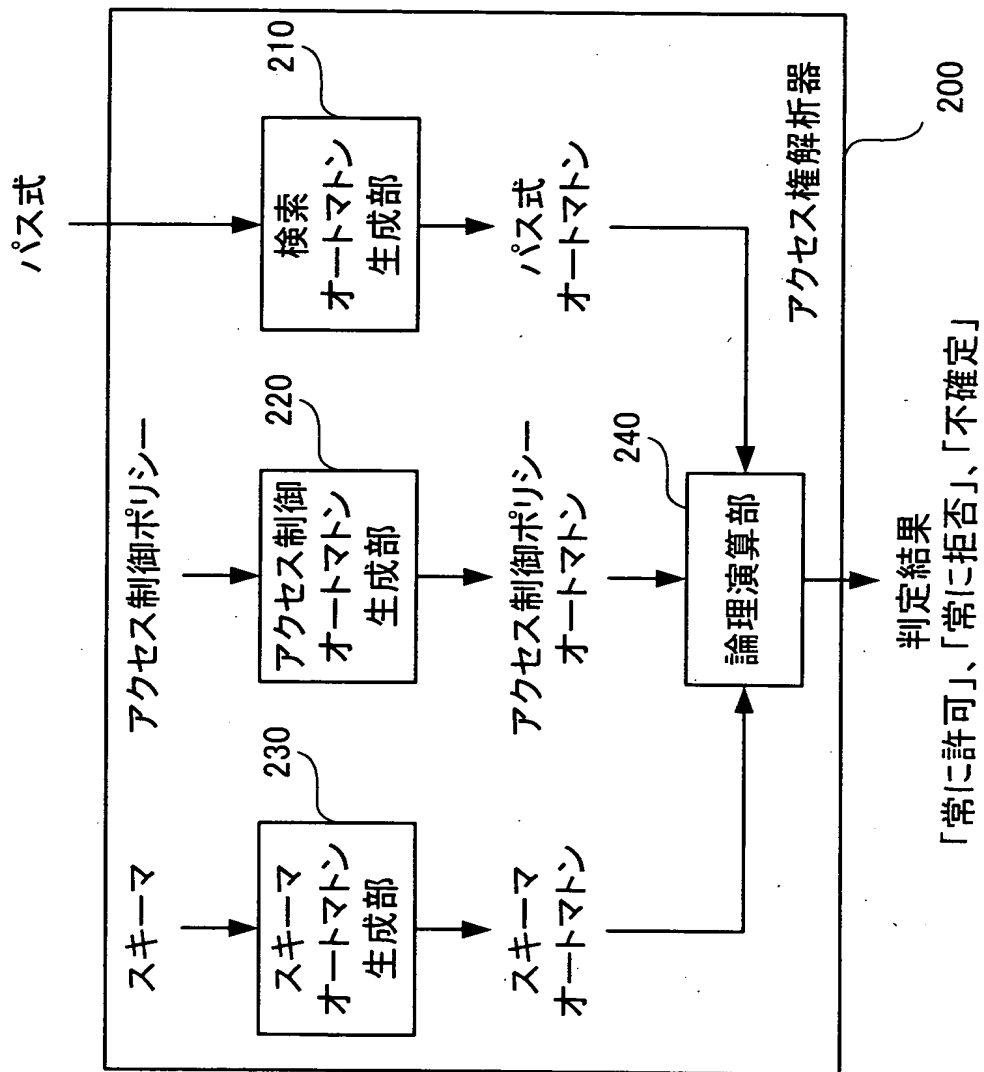 パス式
210
検索
オートマトン
生成部
パス式
オートマトン
アクセス制御ポリシー
220
アクセス制御
オートマトン
生成部
アクセス制御ポリシー
オートマトン
スキーマ
230
スキーマ
オートマトン
生成部
スキーマ
オートマトン
240
論理演算部
アクセス権解析器
200
判定結果
「常に許可」、「常に拒否」、「不確定」